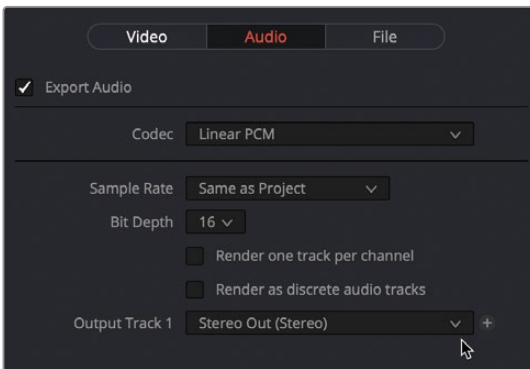 Video Audio File
Export Audio
Codec Linear PCM
Sample Rate Same as Project
Bit Depth 16
Render one track per channel
Render as discrete audio tracks
Output Track 1 Stereo Out (Stereo)